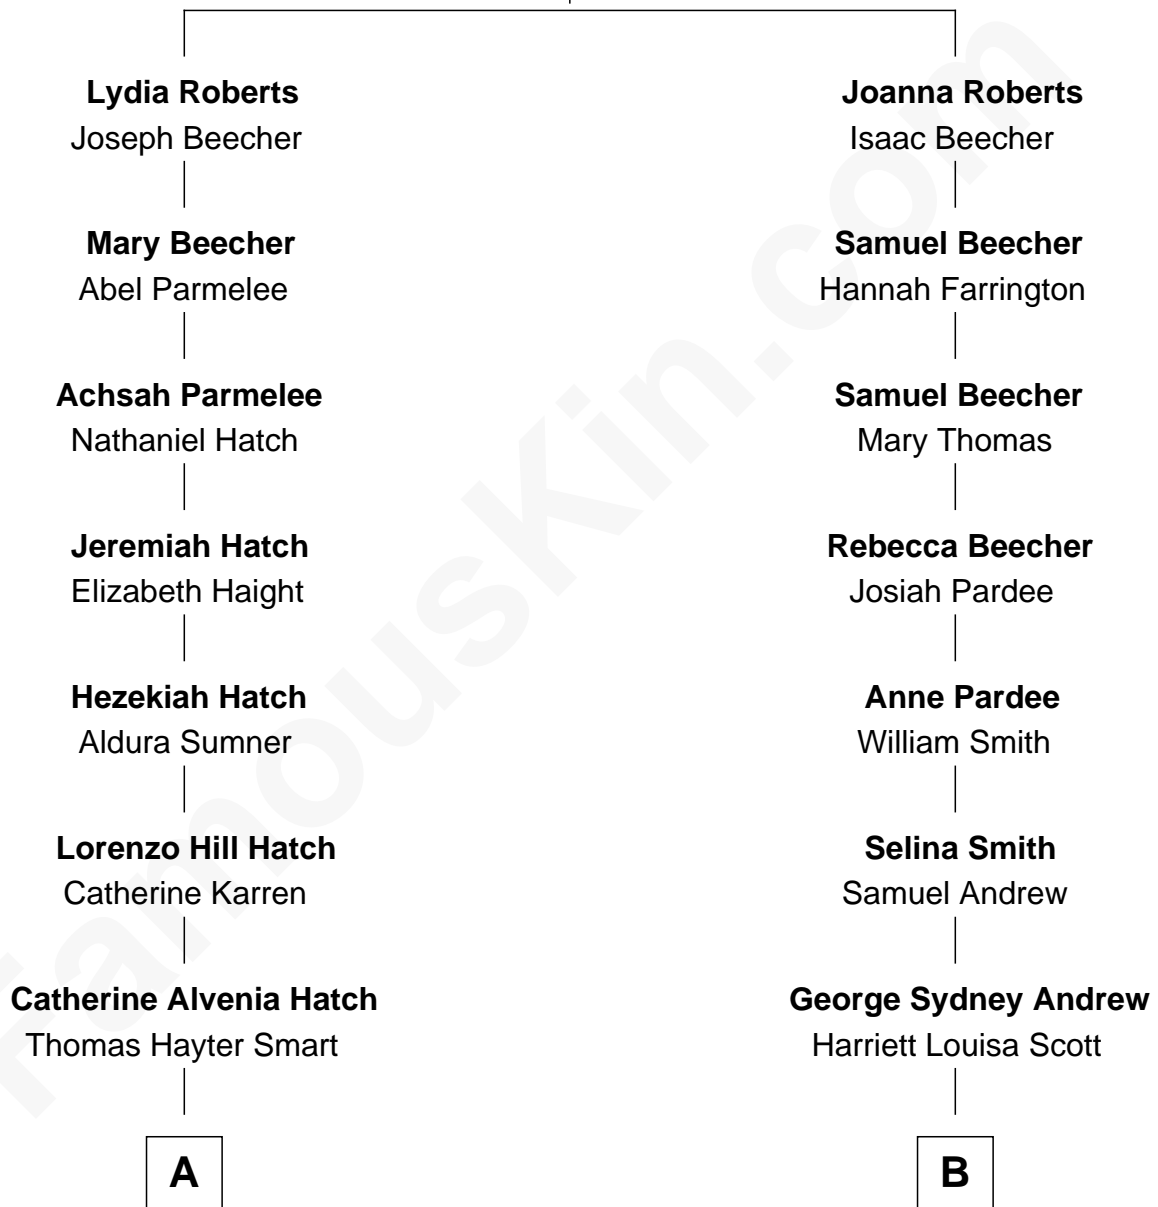 Lydia Roberts
Joseph Beecher
Mary Beecher
Abel Parmelee
Achsah Parmelee
Nathaniel Hatch
Jeremiah Hatch
Elizabeth Haight
Hezekiah Hatch
Aldura Sumner
Lorenzo Hill Hatch
Catherine Karren
Catherine Alvenia Hatch
Thomas Hayter Smart
A
Joanna Roberts
Isaac Beecher
Samuel Beecher
Hannah Farrington
Samuel Beecher
Mary Thomas
Rebecca Beecher
Josiah Pardee
Anne Pardee
William Smith
Selina Smith
Samuel Andrew
George Sydney Andrew
Harriett Louisa Scott
B
FamousKin.com